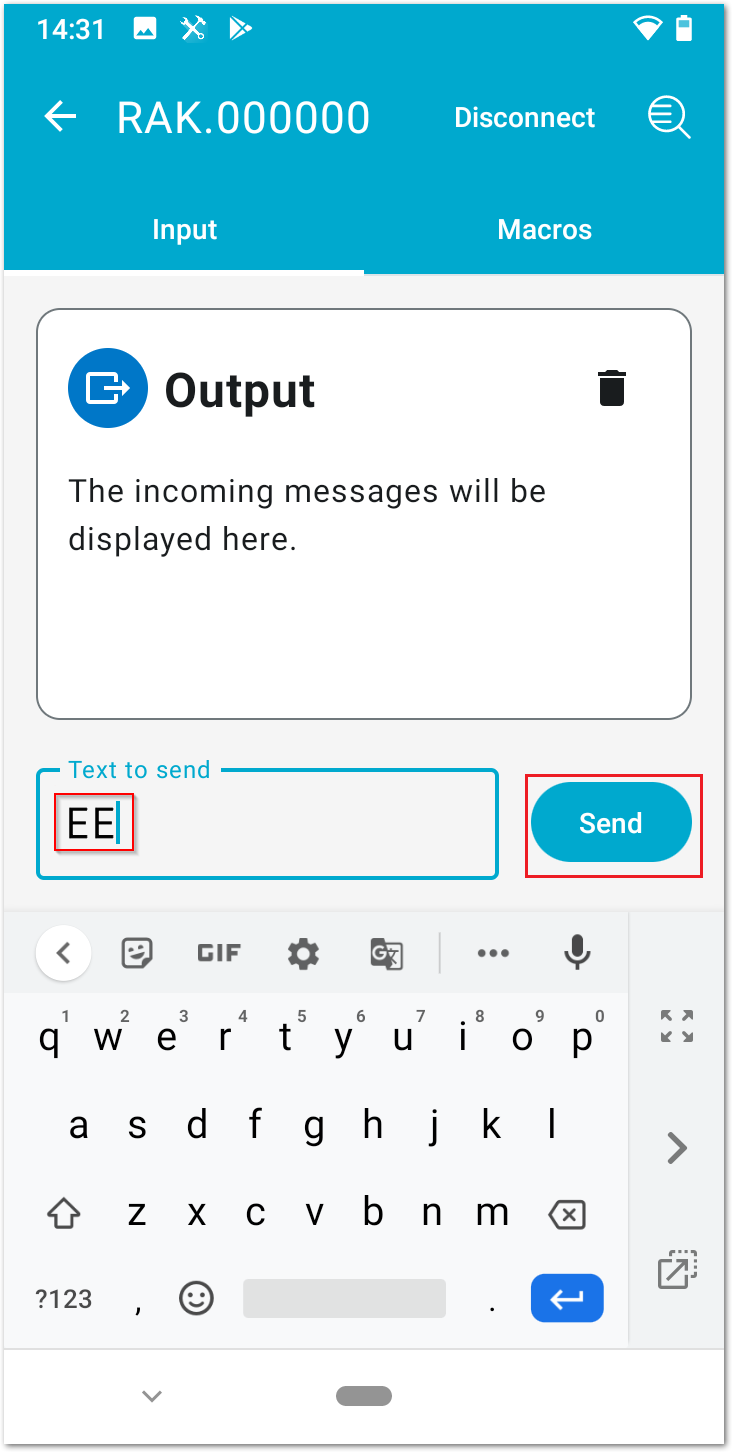 14:31
RAK.000000 Disconnect
Input Macros
Output
The incoming messages will be
displayed here.
Text to send
EE
Send
GIF
G
1 2 3 4 5 6 7 8 9 0
q w e r t y u i o p
a s d f g h j k l
z x c v b n m
?123 , .